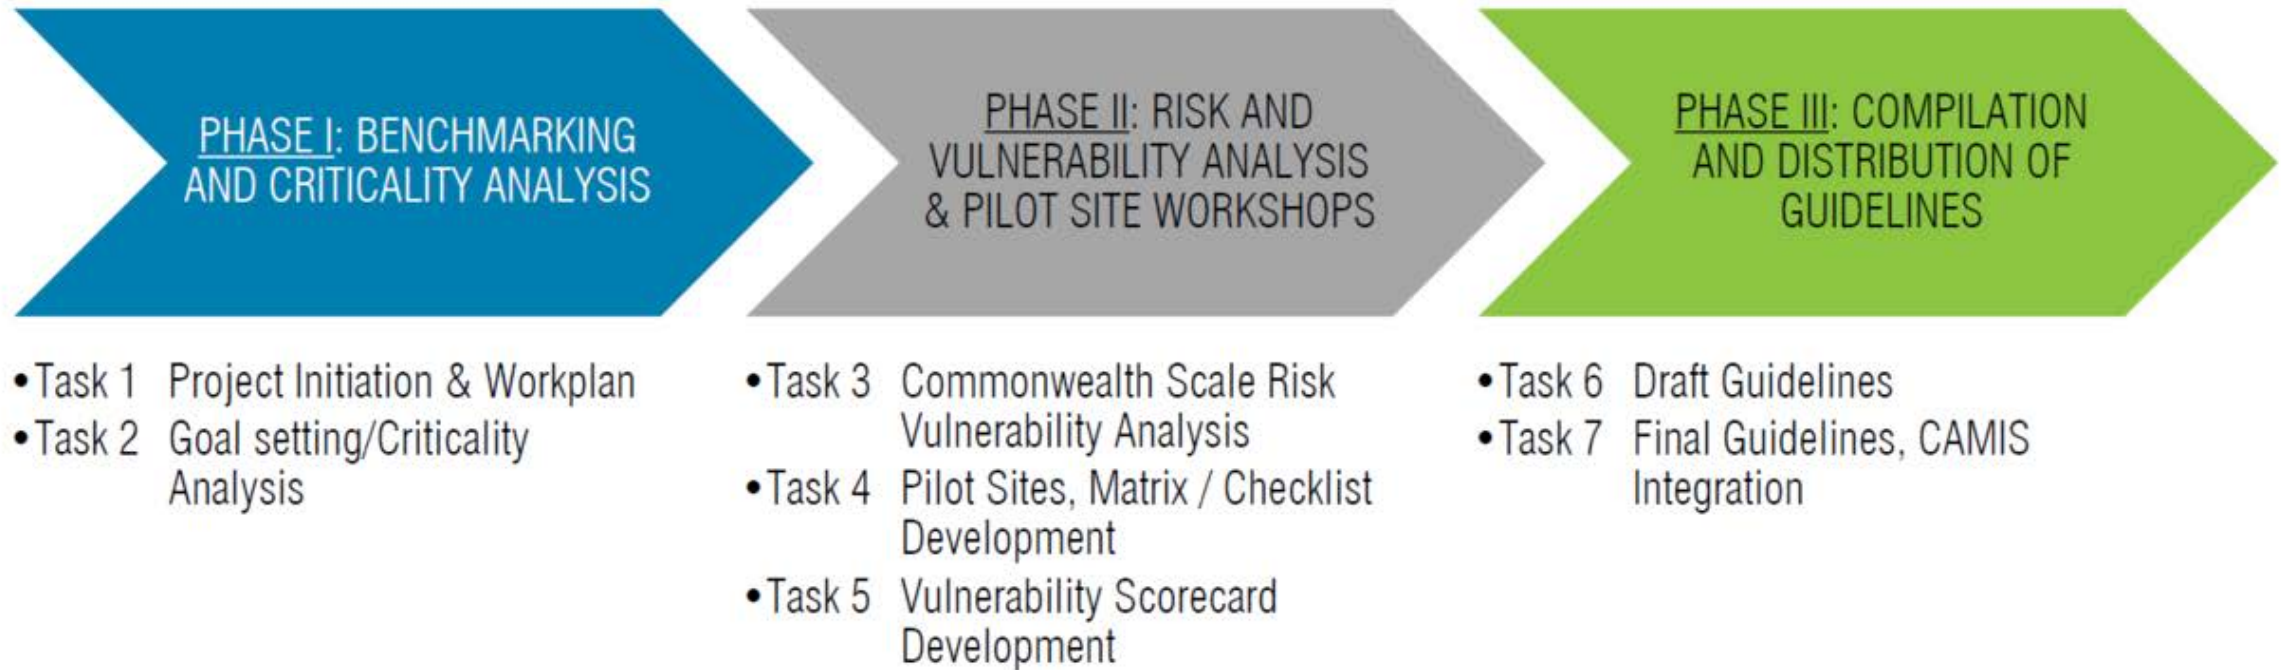 PHASE I: BENCHMARKING
AND CRITICALITY ANALYSIS
PHASE II: RISK AND
VULNERABILITY ANALYSIS
& PILOT SITE WORKSHOPS
PHASE III: COMPILATION
AND DISTRIBUTION OF
GUIDELINES
•Task 1 Project Initiation & Workplan
•Task 2 Goal setting/Criticality
Analysis
•Task 3 Commonwealth Scale Risk
Vulnerability Analysis
•Task 4 Pilot Sites, Matrix / Checklist
Development
•Task 5 Vulnerability Scorecard
Development
•Task 6 Draft Guidelines
•Task 7 Final Guidelines, CAMIS
Integration